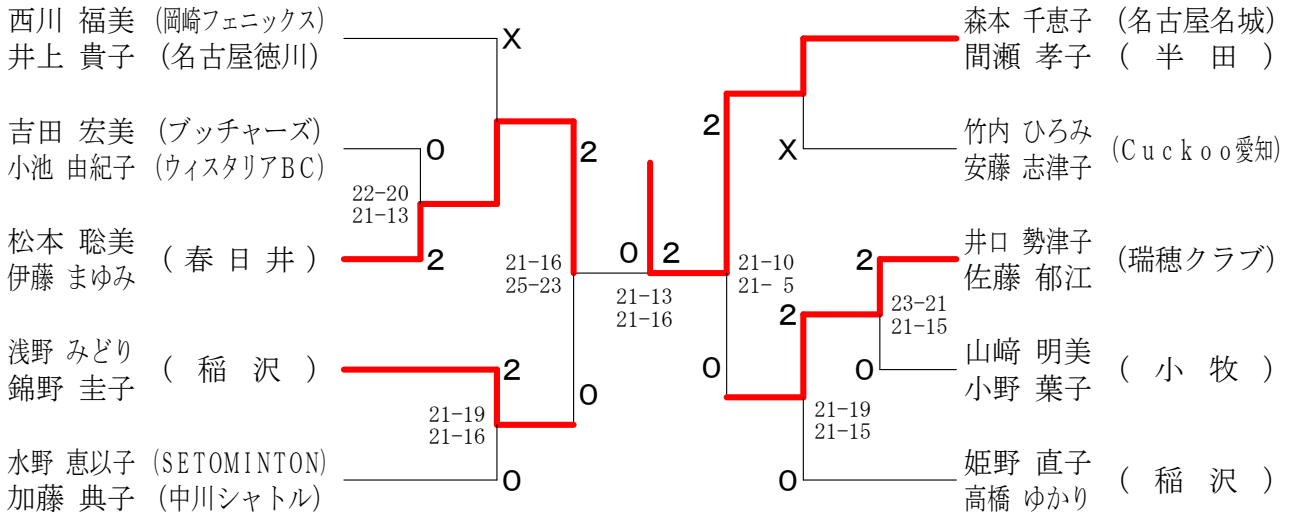 西川 福美 (岡崎フェニックス)
井上 貴子 (名古屋徳川)
X
吉田 宏美 (ブッチャーズ)
小池 由紀子 (ウィスタリアBC)
0
22-20
21-13
松本 聡美
伊藤 まゆみ
( 春 日 井 )
2
2
21-16
25-23
浅野 みどり
錦野 圭子
( 稲 沢 )
2
0
21-19
21-16
水野 恵以子 (SETOMINTON)
加藤 典子 (中川シャトル)
0
0 2
21-13
21-16
森本 千恵子 (名古屋名城)
間瀬 孝子 ( 半 田 )
2
X
竹内 ひろみ
安藤 志津子
(Cuckoo愛知)
21-10
21- 5
井口 勢津子
佐藤 郁江
(瑞穂クラブ)
2
23-21
21-15
2
0
山﨑 明美
小野 葉子
( 小 牧 )
0
21-19
21-15
姫野 直子
高橋 ゆかり
( 稲 沢 )
0